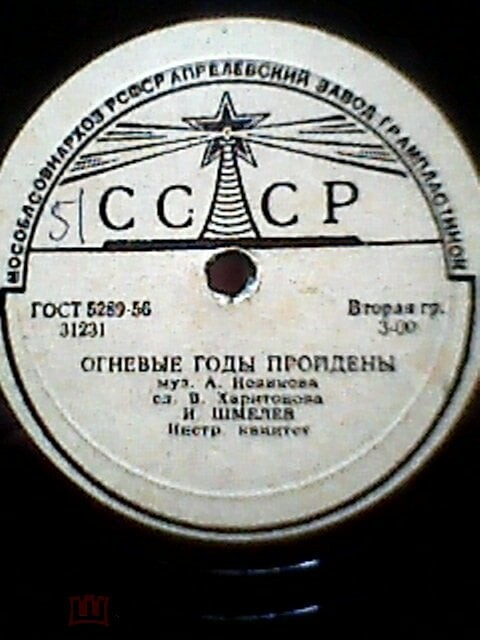 МОСОБЛСОВНАРХОЗ РСФСР АПРЕЛЕВСКИЙ ЗАВОД ГРАМПЛАСТИНОК
51
СССР
ГОСТ 5289-56
Вторая гр.
31231
3-00
ОГНЕВЫЕ ГОДЫ ПРОЙДЕНЫ
муз. А. Новикова
сл. В. Харитонова
И. ШМЕЛЕВ
Инстр. квинтет